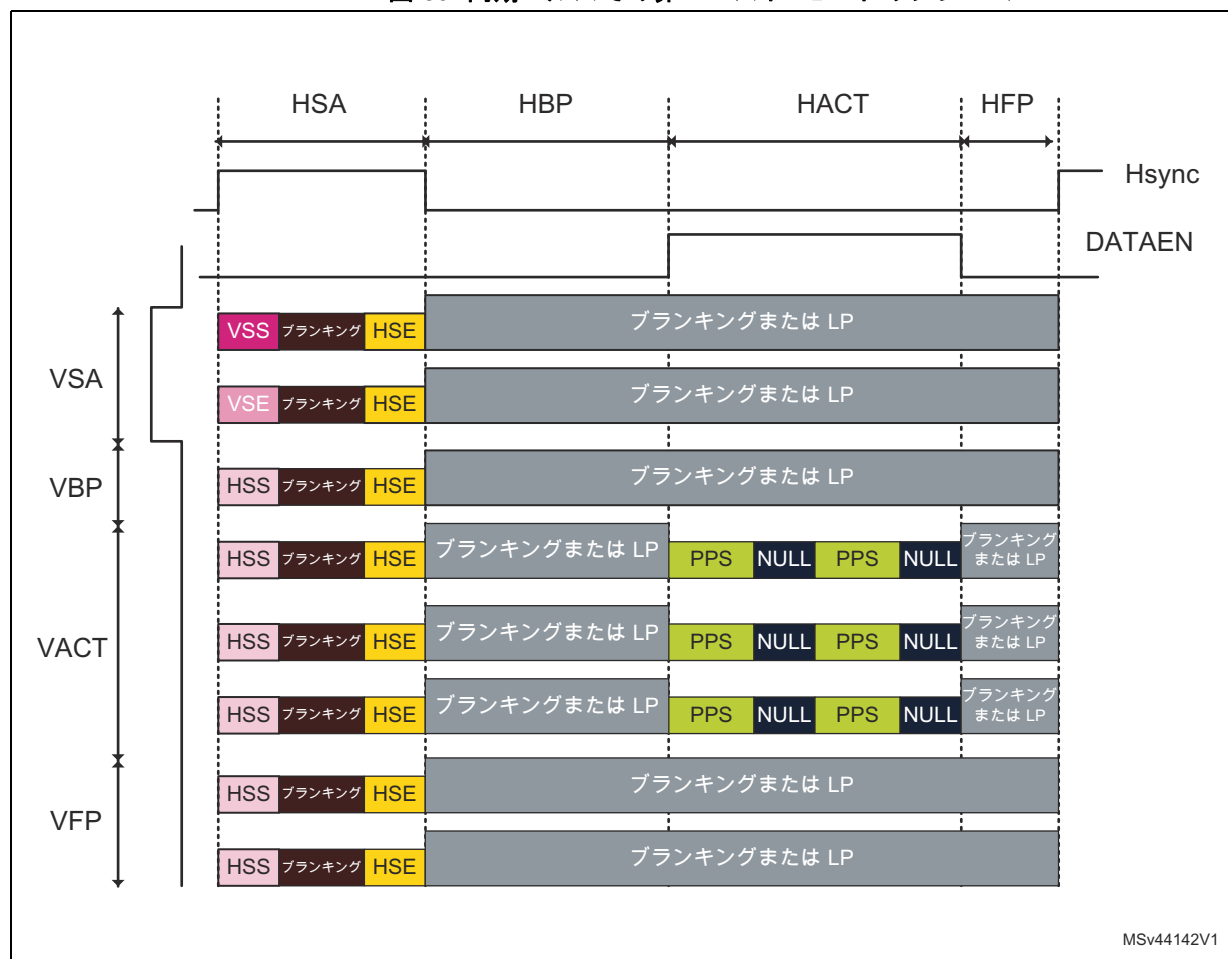 HSA HBP HACT HFP
Hsync
DATAEN
VSS ブランキング HSE ブランキングまたは LP
VSA
VSE ブランキング HSE ブランキングまたは LP
VBP
HSS ブランキング HSE ブランキングまたは LP
HSS ブランキング HSE ブランキングまたは LP PPS NULL PPS NULL ブランキング
または LP
VACT
HSS ブランキング HSE ブランキングまたは LP PPS NULL PPS NULL ブランキング
または LP
HSS ブランキング HSE ブランキングまたは LP PPS NULL PPS NULL ブランキング
または LP
HSS ブランキング HSE ブランキングまたは LP
VFP
HSS ブランキング HSE ブランキングまたは LP
MSv44142V1